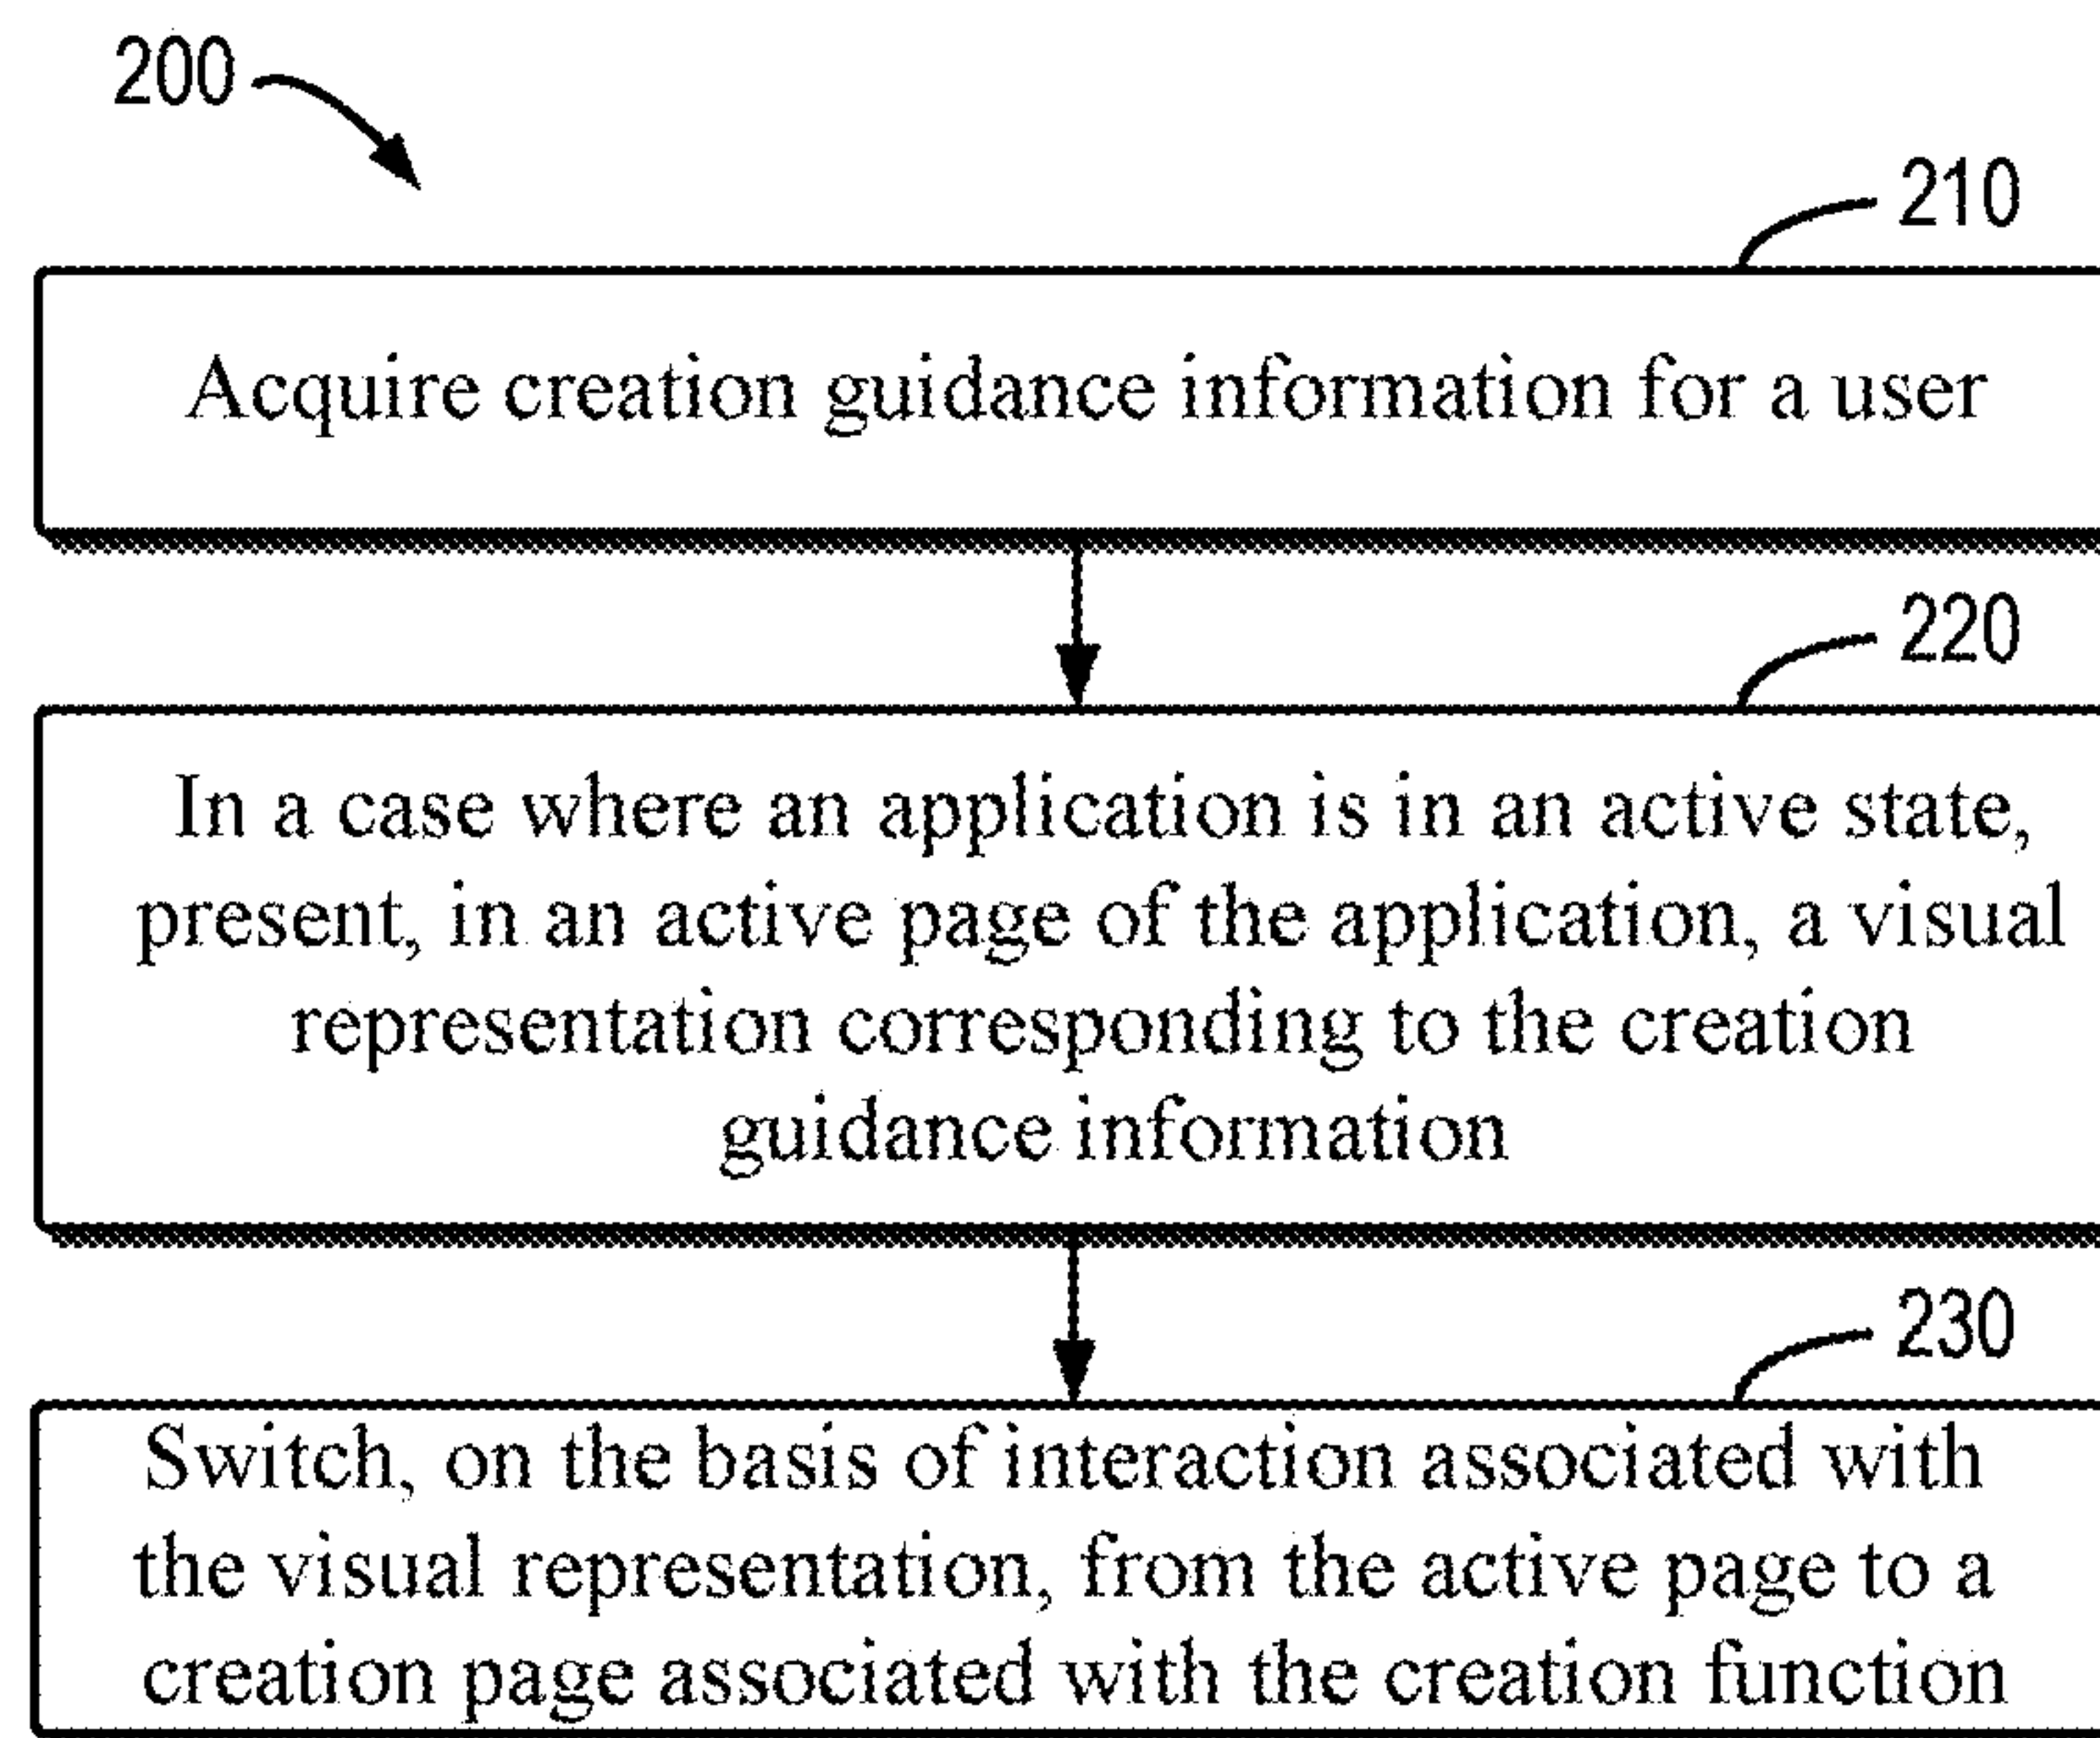 200
210
Acquire creation guidance information for a user
220
In a case where an application is in an active state,
present, in an active page of the application, a visual
representation corresponding to the creation
guidance information
230
Switch, on the basis of interaction associated with
the visual representation, from the active page to a
creation page associated with the creation function